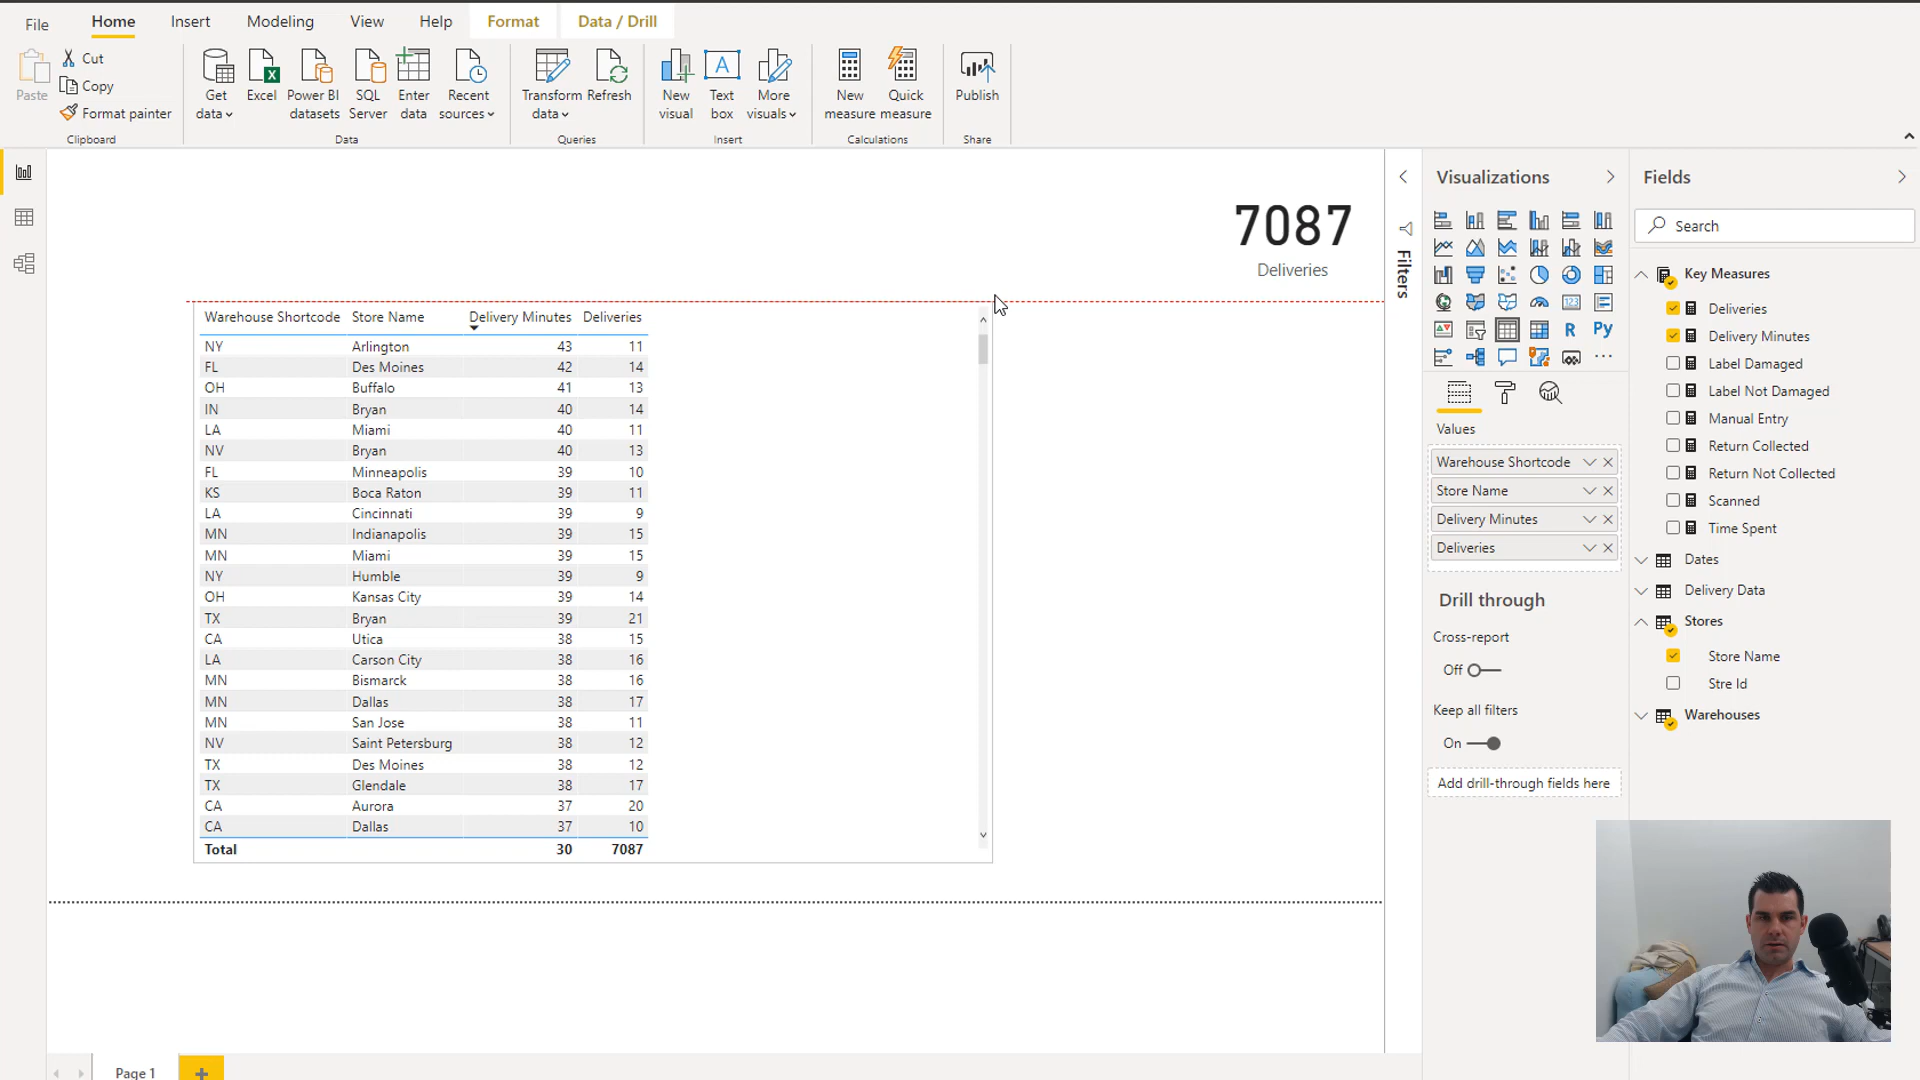 File Home Insert Modeling View Help Format Data / Drill
Paste
Cut
Copy
Format painter
Clipboard
Get data
Excel
Power BI datasets
SQL Server
Enter data
Recent sources
Data
Transform data
Refresh
Queries
New visual
Text box
More visuals
Insert
New measure
Quick measure
Calculations
Publish
Share
7087
Deliveries
Warehouse Shortcode Store Name Delivery Minutes Deliveries
NY Arlington 43 11
FL Des Moines 42 14
OH Buffalo 41 13
IN Bryan 40 14
LA Miami 40 11
NV Bryan 40 13
FL Minneapolis 39 10
KS Boca Raton 39 11
LA Cincinnati 39 9
MN Indianapolis 39 15
MN Miami 39 15
NY Humble 39 9
OH Kansas City 39 14
TX Bryan 39 21
CA Utica 38 15
LA Carson City 38 16
MN Bismarck 38 16
MN Dallas 38 17
MN San Jose 38 11
NV Saint Petersburg 38 12
TX Des Moines 38 12
TX Glendale 38 17
CA Aurora 37 20
CA Dallas 37 10
Total 30 7087
Page 1
Filters
Visualizations
R Py
123
Values
Warehouse Shortcode
Store Name
Delivery Minutes
Deliveries
Drill through
Cross-report
Off
Keep all filters
On
Add drill-through fields here
Fields
Search
Key Measures
Deliveries
Delivery Minutes
Label Damaged
Label Not Damaged
Manual Entry
Return Collected
Return Not Collected
Scanned
Time Spent
Dates
Delivery Data
Stores
Store Name
Stre Id
Warehouses